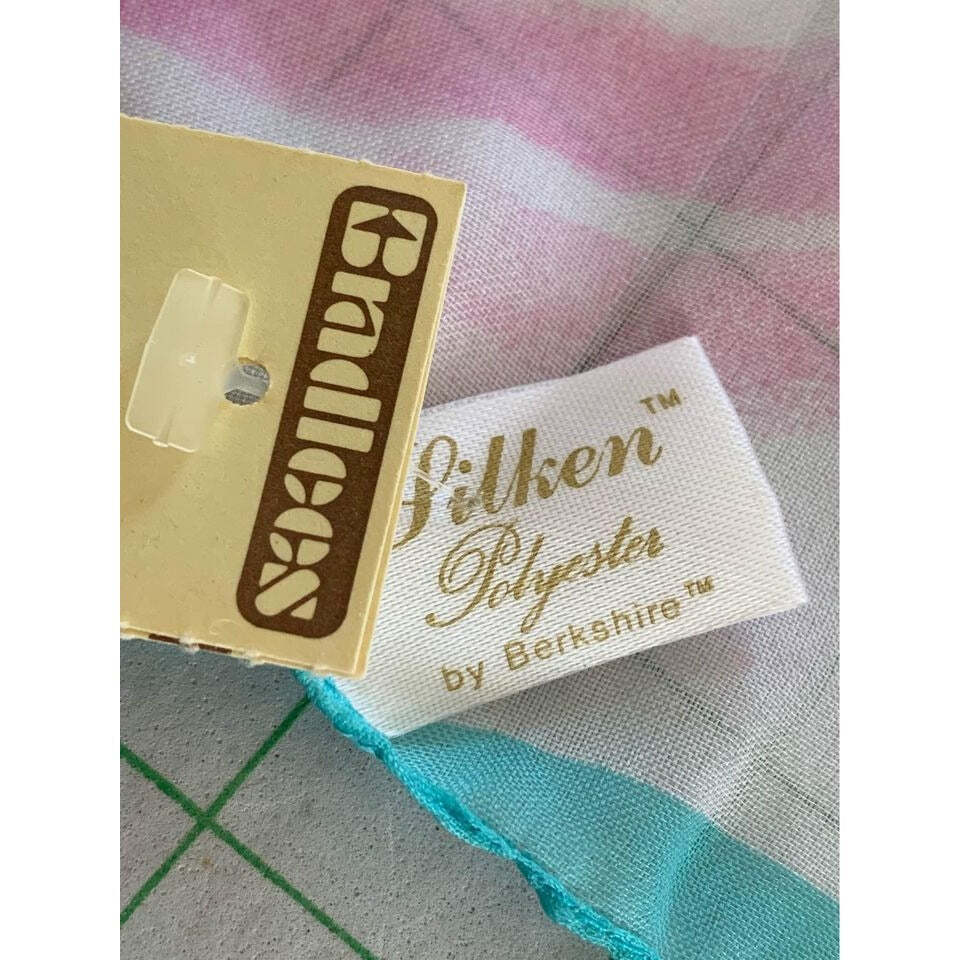 Bradlees
Silken™
Polyester
by Berkshire™